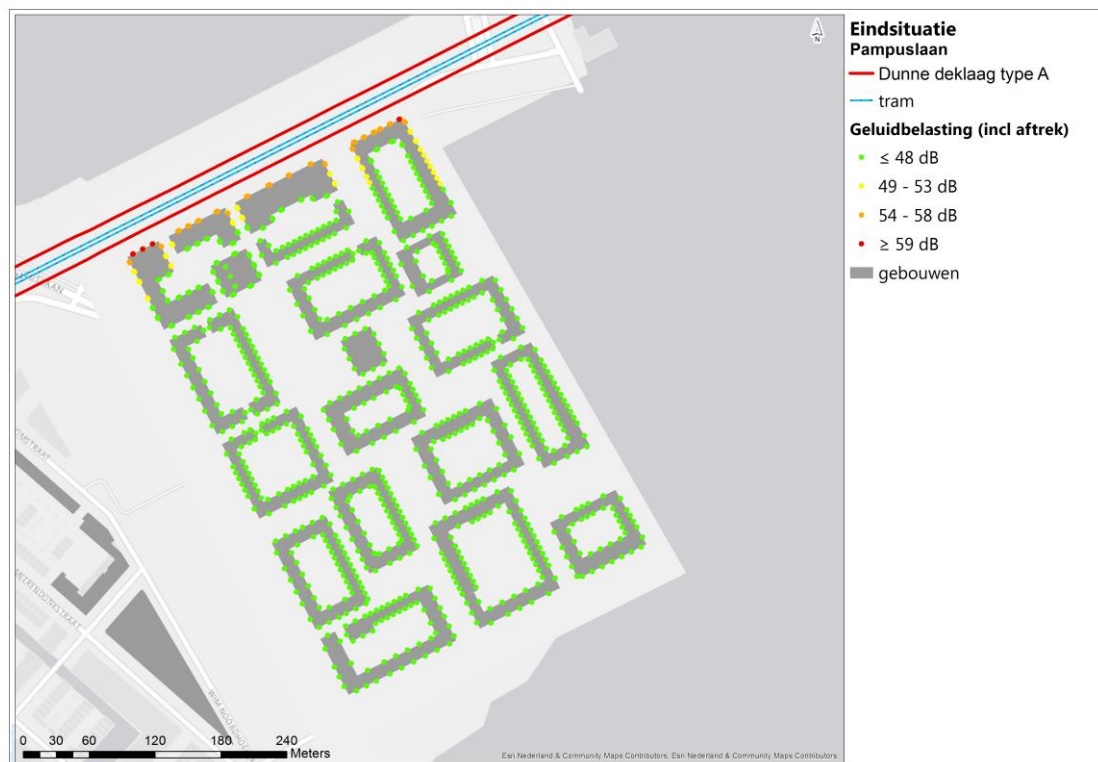 Eindsituatie
Pampuslaan
Dunne deklaag type A
tram
Geluidbelasting (incl aftrek)
≤ 48 dB
49 - 53 dB
54 - 58 dB
≥ 59 dB
gebouwen
N
0 30 60 120 180 240
Meters
Esri Nederland & Community Maps Contributors, Esri Nederland & Community Maps Contributors